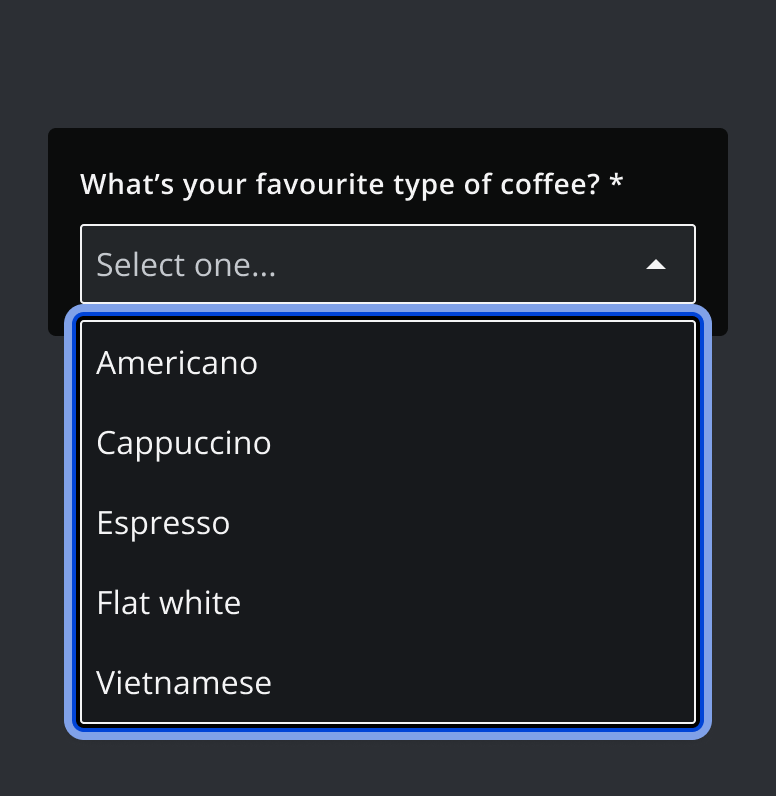 What’s your favourite type of coffee? *
Select one...
Americano
Cappuccino
Espresso
Flat white
Vietnamese